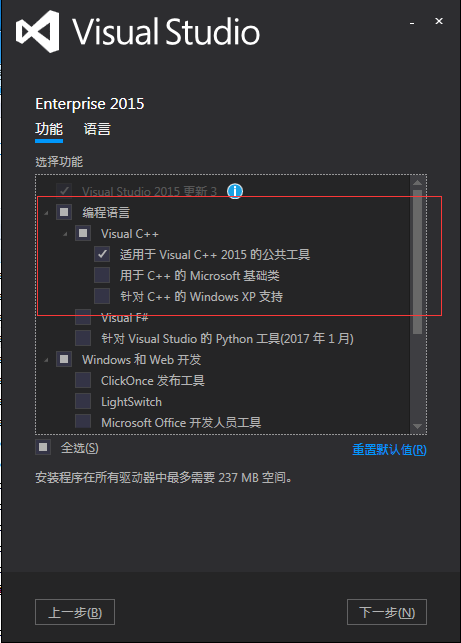 Visual Studio
Enterprise 2015
功能 语言
选择功能
Visual Studio 2015 更新 3
编程语言
Visual C++
适用于 Visual C++ 2015 的公共工具
用于 C++ 的 Microsoft 基础类
针对 C++ 的 Windows XP 支持
Visual F#
针对 Visual Studio 的 Python 工具(2017 年 1 月)
Windows 和 Web 开发
ClickOnce 发布工具
LightSwitch
Microsoft Office 开发人员工具
全选(S) 重置默认值(R)
安装程序在所有驱动器中最多需要 237 MB 空间。
上一步(B) 下一步(N)